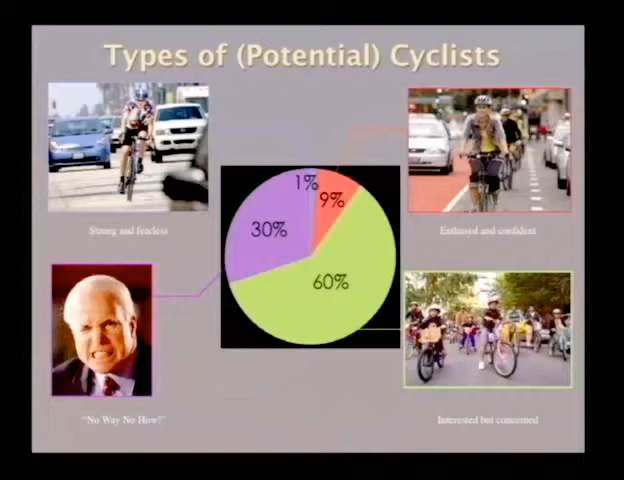 Types of (Potential) Cyclists
Strong and fearless
Enthused and confident
1%
9%
30%
60%
"No Way No How!"
Interested but concerned